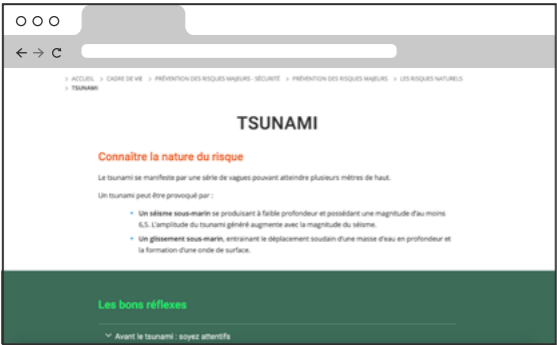 > ACCUEIL > CADRE DE VIE > PRÉVENTION DES RISQUES MAJEURS - SÉCURITÉ > PRÉVENTION DES RISQUES MAJEURS > LES RISQUES NATURELS
> TSUNAMI
TSUNAMI
Connaître la nature du risque
Le tsunami se manifeste par une série de vagues pouvant atteindre plusieurs mètres de haut.
Un tsunami peut être provoqué par :
• Un séisme sous-marin se produisant à faible profondeur et possédant une magnitude d'au moins
6,5. L'amplitude du tsunami généré augmente avec la magnitude du séisme.
• Un glissement sous-marin, entrainant le déplacement soudain d'une masse d'eau en profondeur et
la formation d'une onde de surface.
Les bons réflexes
Avant le tsunami : soyez attentifs